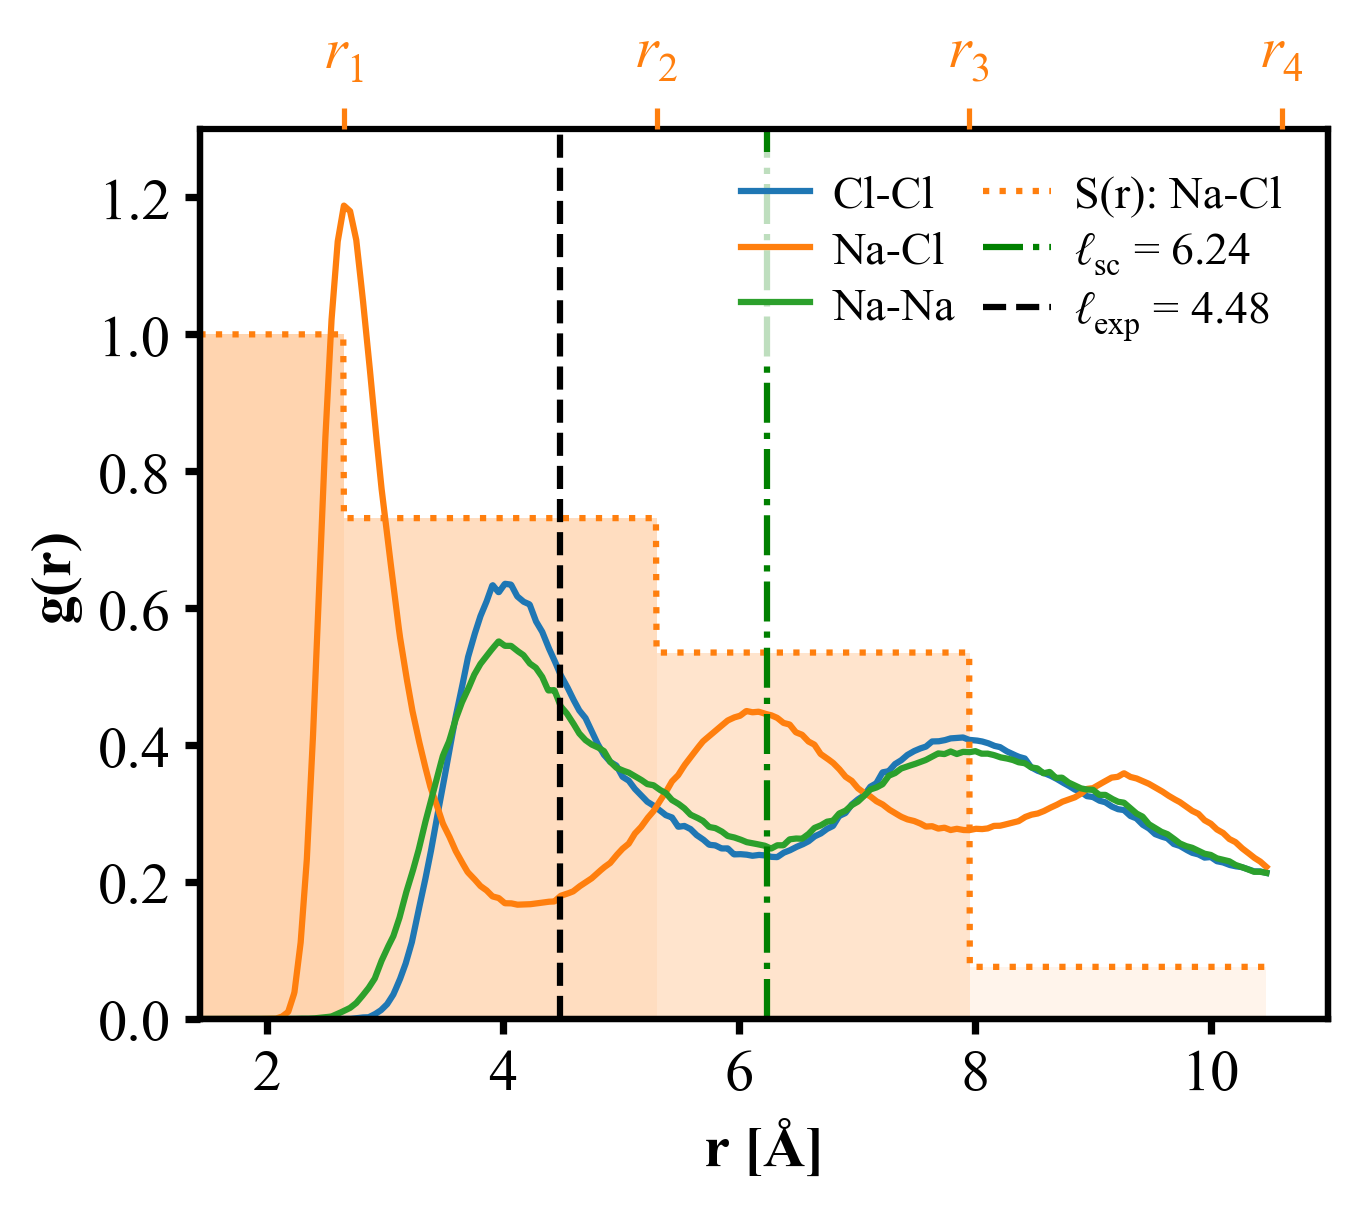 r1 r2 r3 r4
1.2
1.0
0.8
0.6
0.4
0.2
0.0
g(r)
Cl-Cl
Na-Cl
Na-Na
S(r): Na-Cl
ℓsc = 6.24
ℓexp = 4.48
2 4 6 8 10
r [Å]